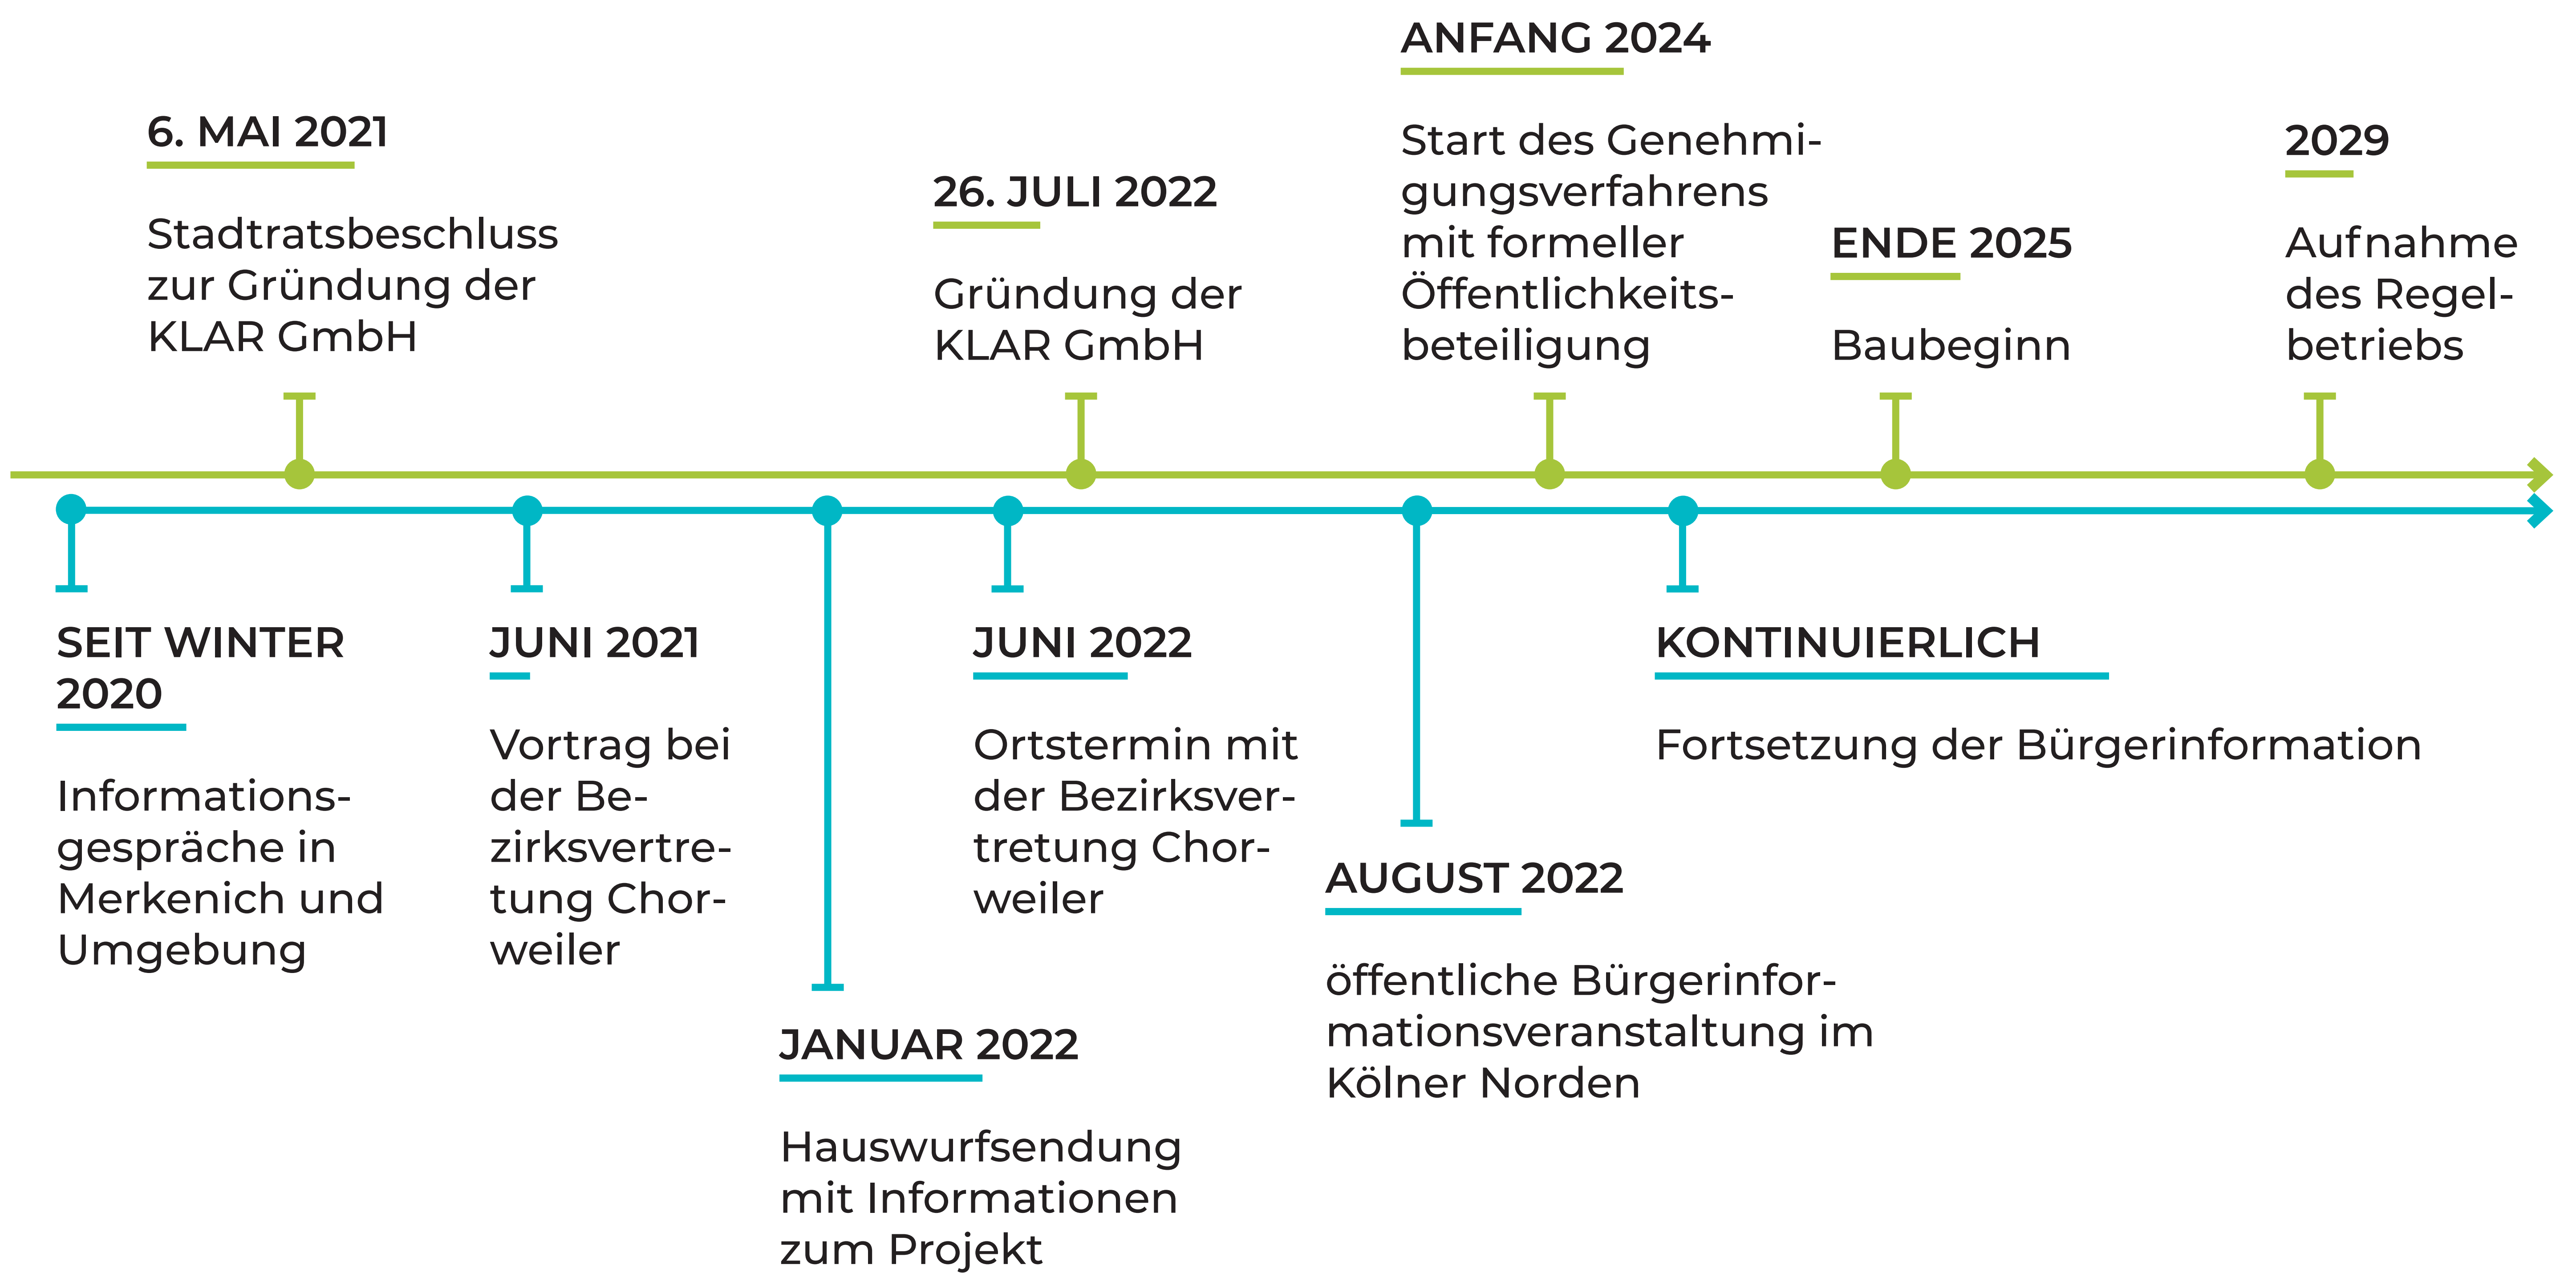 6. MAI 2021
Stadtratsbeschluss
zur Gründung der
KLAR GmbH
26. JULI 2022
Gründung der
KLAR GmbH
ANFANG 2024
Start des Genehmi-
gungsverfahrens
mit formeller
Öffentlichkeits-
beteiligung
ENDE 2025
Baubeginn
2029
Aufnahme
des Regel-
betriebs
SEIT WINTER
2020
Informations-
gespräche in
Merkenich und
Umgebung
JUNI 2021
Vortrag bei
der Be-
zirksvertre-
tung Chor-
weiler
JANUAR 2022
Hauswurfsendung
mit Informationen
zum Projekt
JUNI 2022
Ortstermin mit
der Bezirksver-
tretung Chor-
weiler
AUGUST 2022
öffentliche Bürgerinfor-
mationsveranstaltung im
Kölner Norden
KONTINUIERLICH
Fortsetzung der Bürgerinformation